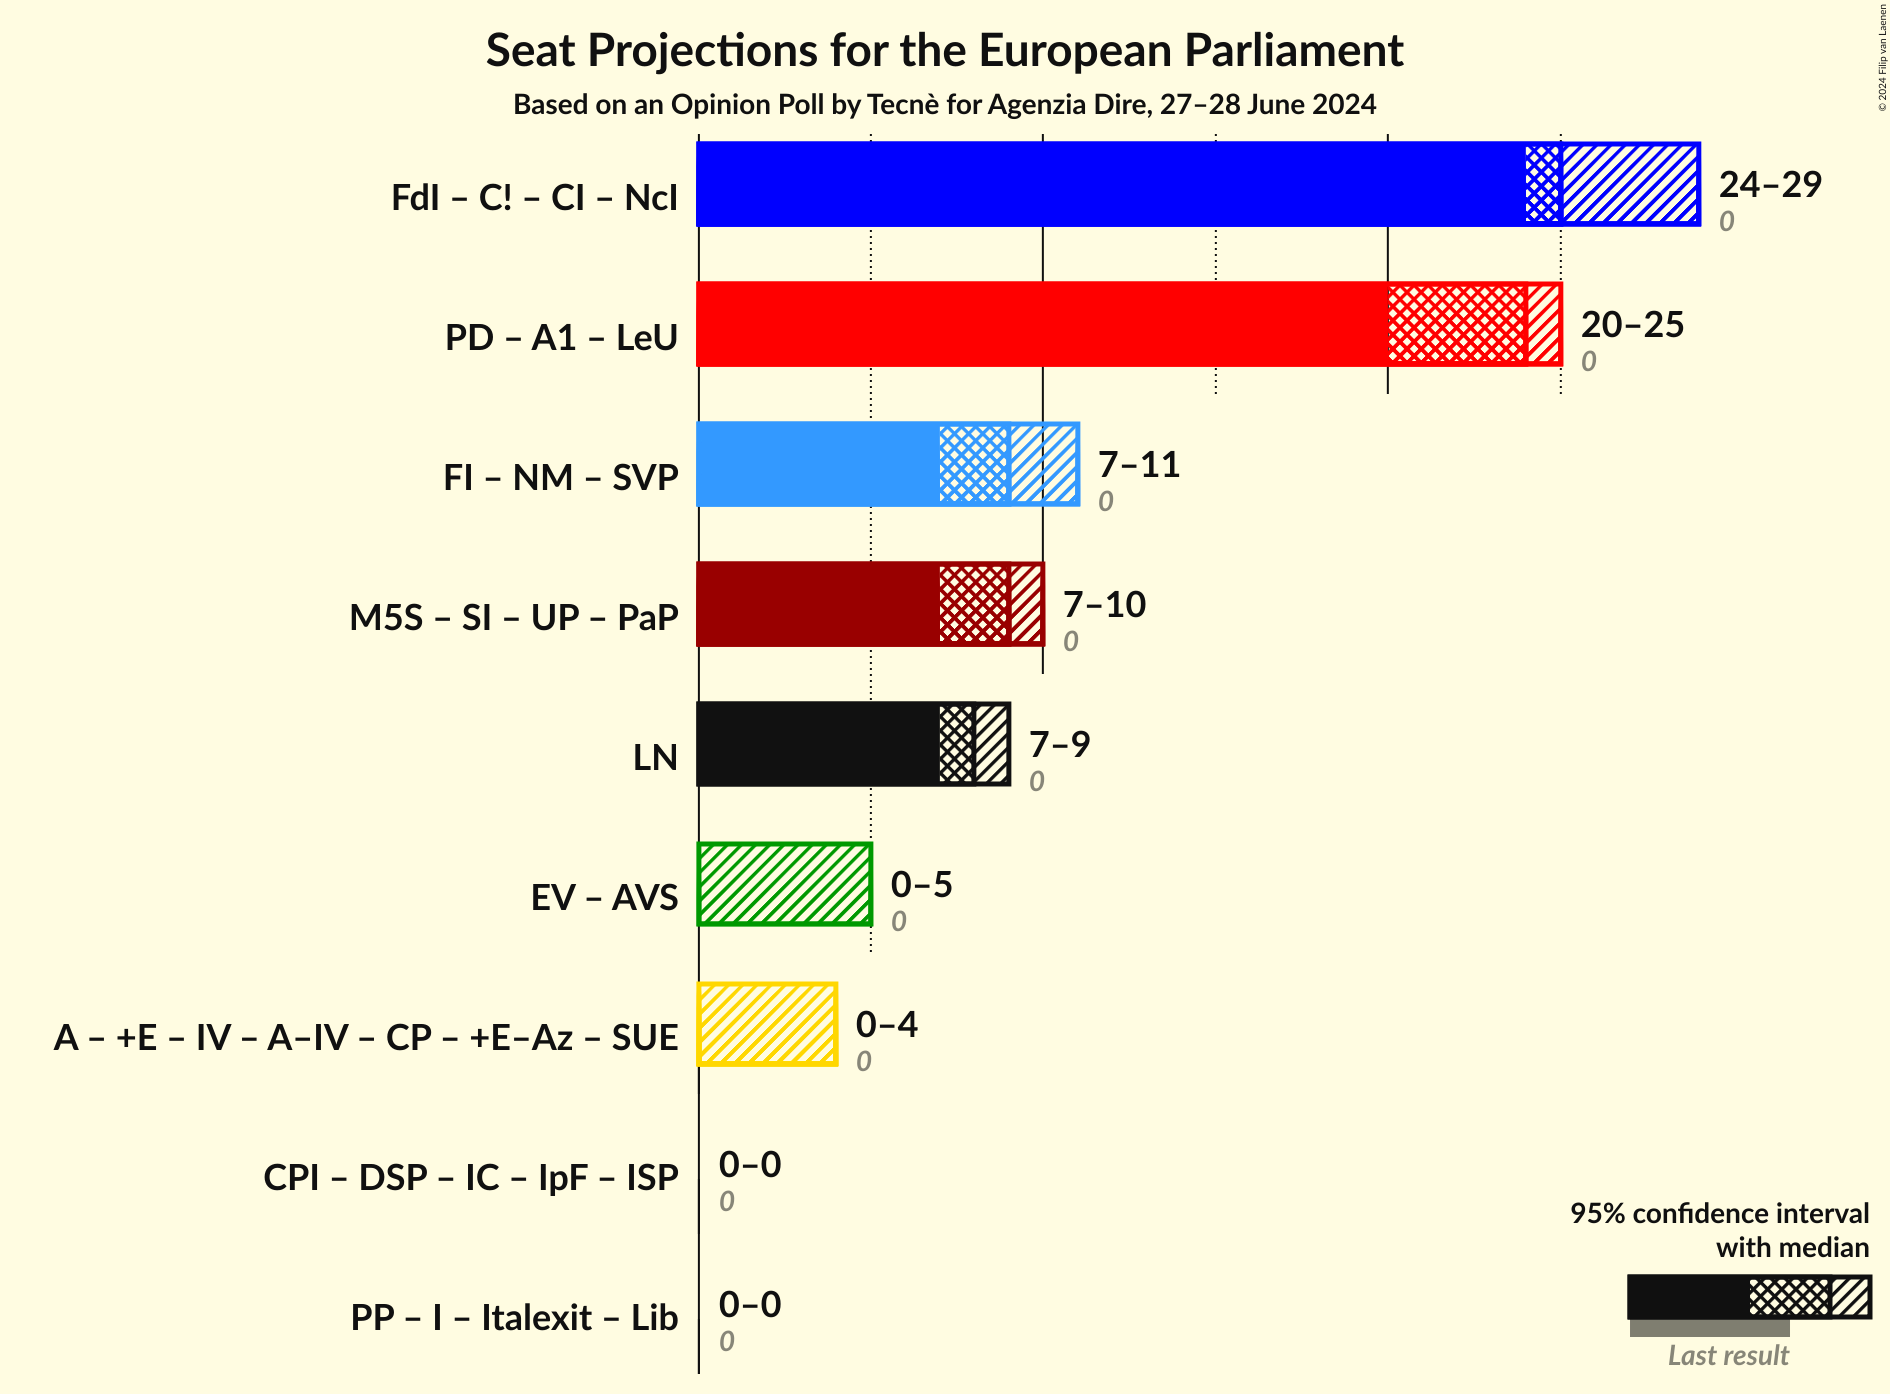 Seat Projections for the European Parliament
Based on an Opinion Poll by Tecnè for Agenzia Dire, 27–28 June 2024
© 2024 Filip van Laenen
FdI – C! – CI – NcI
24–29
0
PD – A1 – LeU
20–25
0
FI – NM – SVP
7–11
0
M5S – SI – UP – PaP
7–10
0
LN
7–9
0
EV – AVS
0–5
0
A – +E – IV – A–IV – CP – +E–Az – SUE
0–4
0
CPI – DSP – IC – IpF – ISP
0–0
0
PP – I – Italexit – Lib
0–0
0
95% confidence interval
with median
Last result